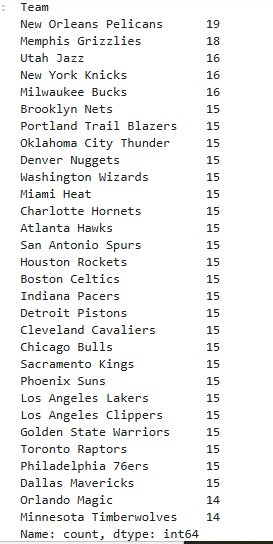 : Team
New Orleans Pelicans 19
Memphis Grizzlies 18
Utah Jazz 16
New York Knicks 16
Milwaukee Bucks 16
Brooklyn Nets 15
Portland Trail Blazers 15
Oklahoma City Thunder 15
Denver Nuggets 15
Washington Wizards 15
Miami Heat 15
Charlotte Hornets 15
Atlanta Hawks 15
San Antonio Spurs 15
Houston Rockets 15
Boston Celtics 15
Indiana Pacers 15
Detroit Pistons 15
Cleveland Cavaliers 15
Chicago Bulls 15
Sacramento Kings 15
Phoenix Suns 15
Los Angeles Lakers 15
Los Angeles Clippers 15
Golden State Warriors 15
Toronto Raptors 15
Philadelphia 76ers 15
Dallas Mavericks 15
Orlando Magic 14
Minnesota Timberwolves 14
Name: count, dtype: int64